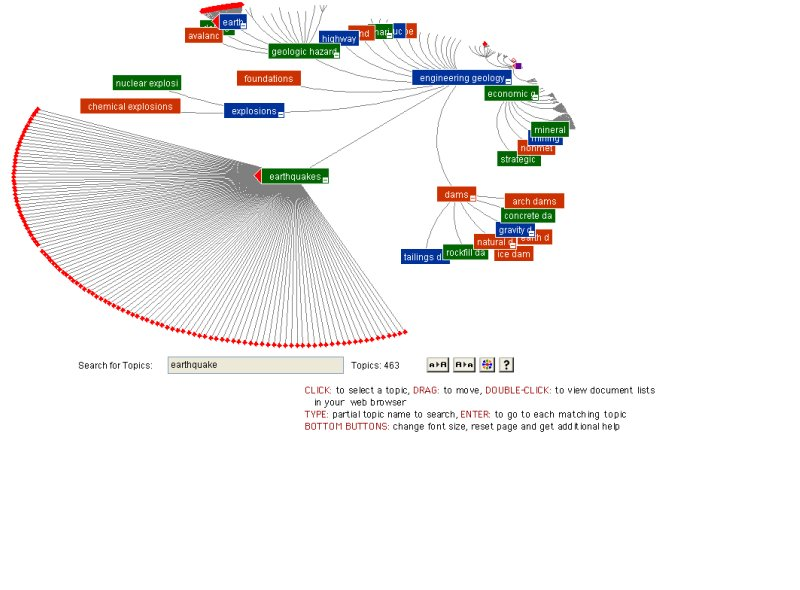 earth
avalanc
highway
geologic hazard
foundations
engineering geology
nuclear explosi
chemical explosions
explosions
economic g
mineral
mining
nonmet
strategic
earthquakes
dams
arch dams
concrete da
gravity d
earth d
natural d
tailings d
rockfill da
ice dam
Search for Topics: earthquake Topics: 463
CLICK: to select a topic, DRAG: to move, DOUBLE-CLICK: to view document lists
in your web browser
TYPE: partial topic name to search, ENTER: to go to each matching topic
BOTTOM BUTTONS: change font size, reset page and get additional help